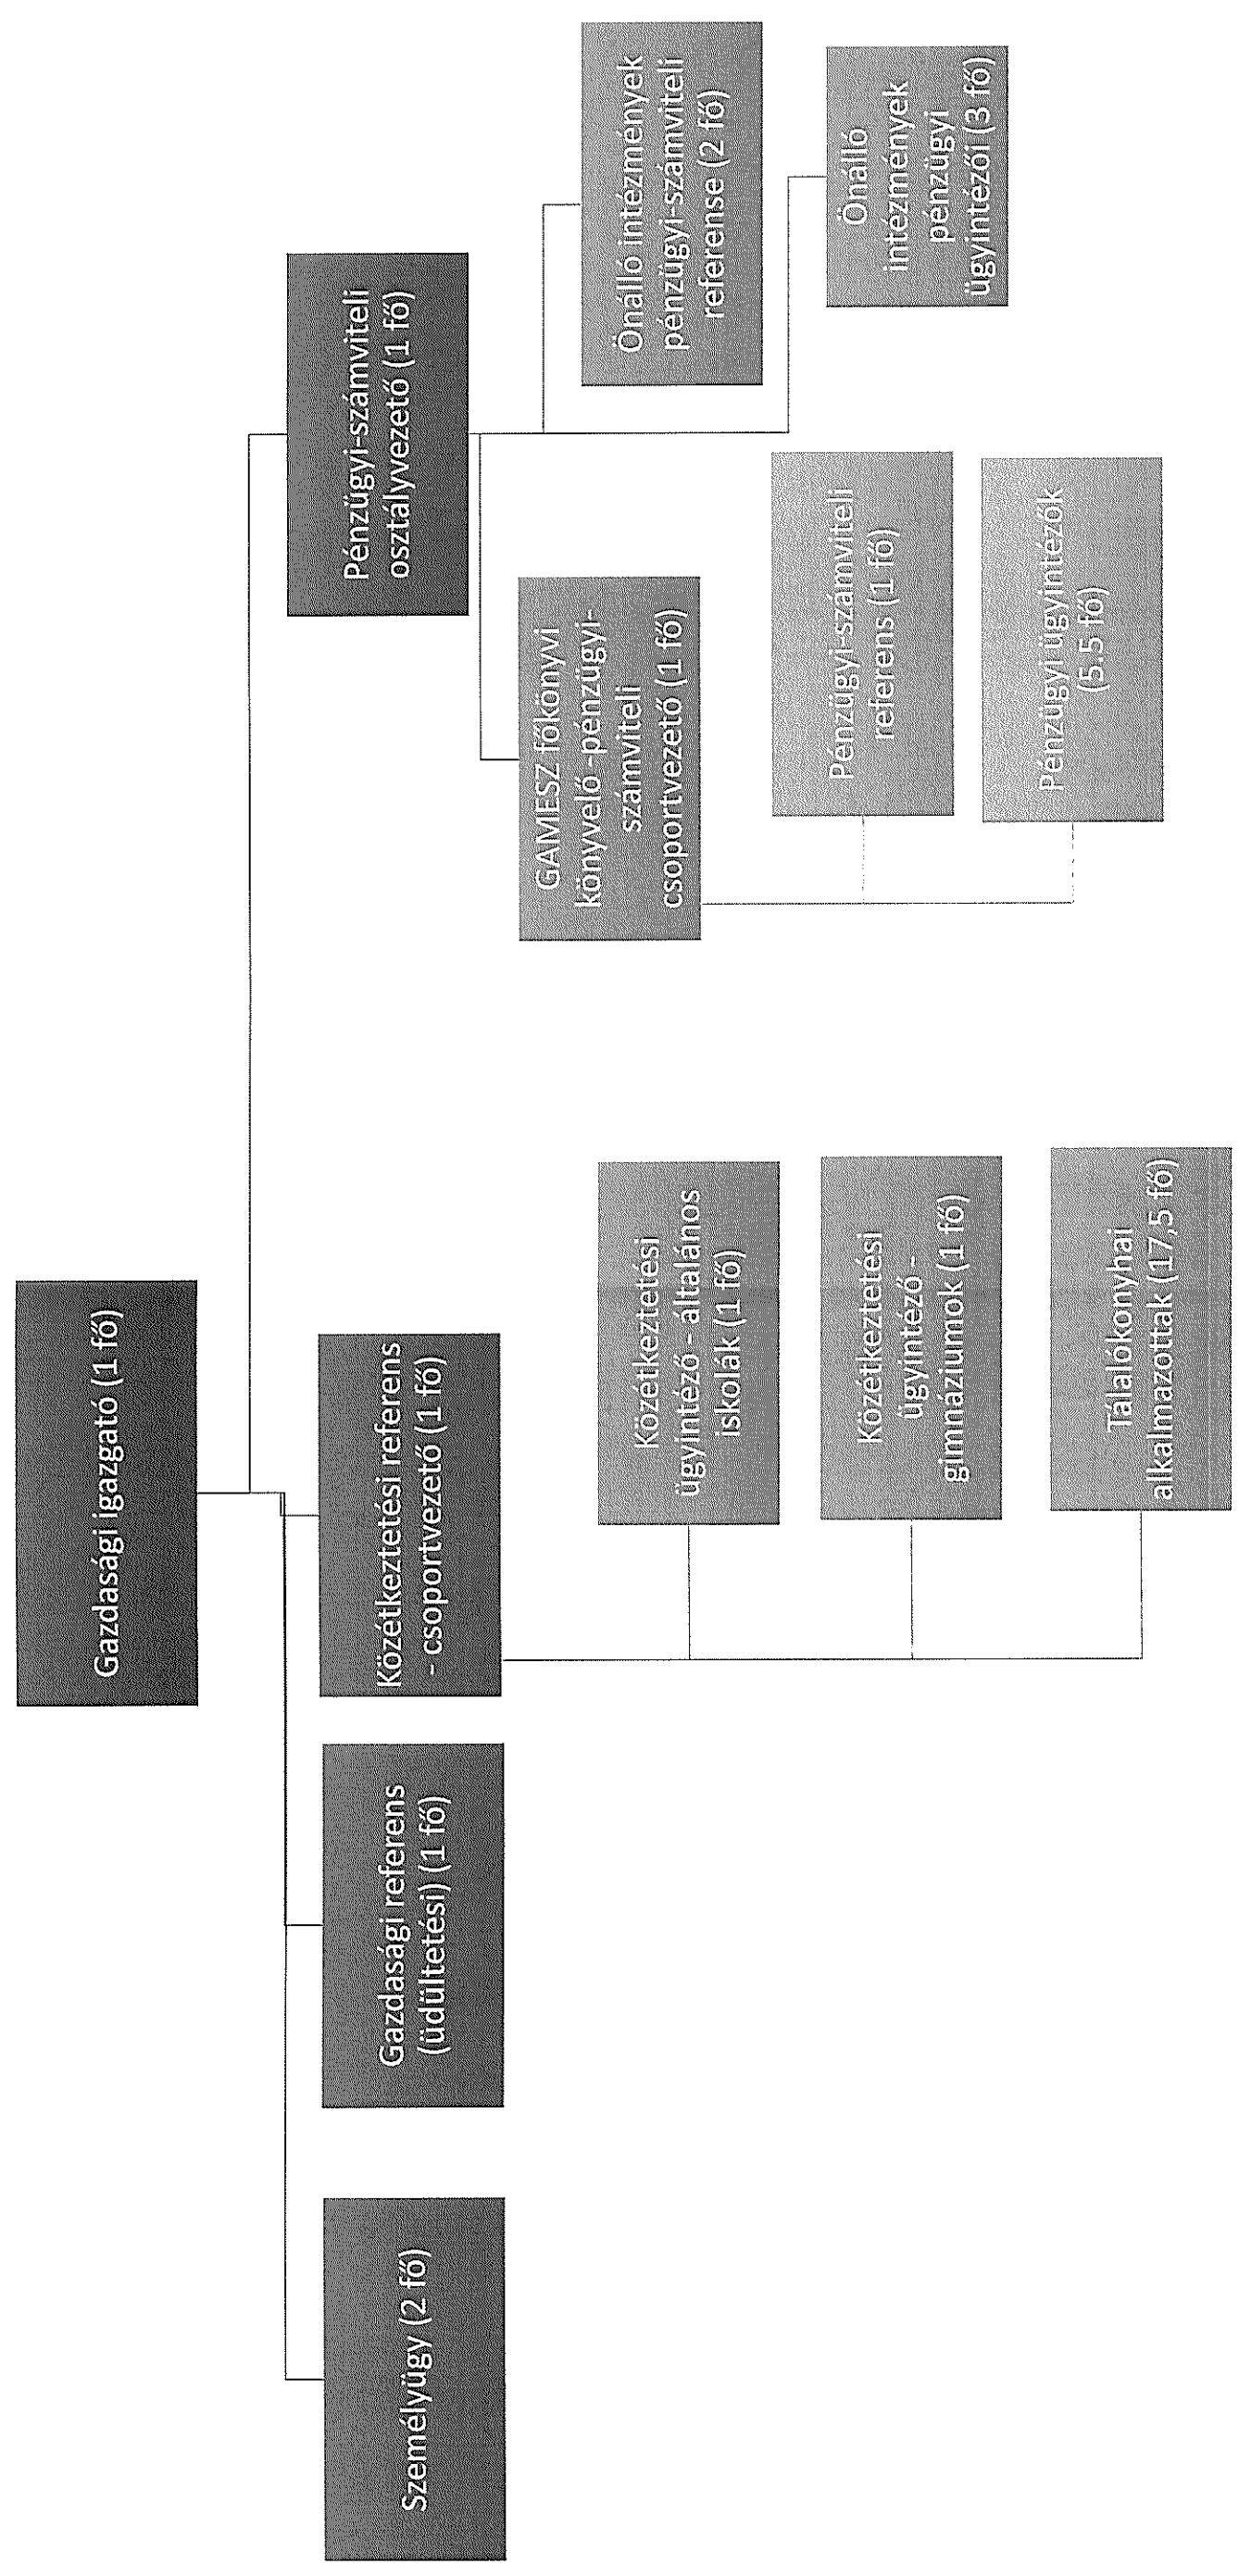 Gazdasági igazgató (1 fő)
Személyügy (2 fő)
Gazdasági referens
(üdültetési) (1 fő)
Közétkeztetési referens
- csoportvezető (1 fő)
Pénzügyi-számviteli
osztályvezető (1 fő)
Közétkeztetési
ügyintéző - általános
iskolák (1 fő)
Közétkeztetési
ügyintéző -
gimnáziumok (1 fő)
Tálalókonyhai
alkalmazottak (17,5 fő)
GAMESZ főkönyvi
könyvelő -pénzügyi-
számviteli
csoportvezető (1 fő)
Pénzügyi-számviteli
referens (1 fő)
Pénzügyi ügyintézők
(5.5 fő)
Önálló intézmények
pénzügyi-számviteli
referense (2 fő)
Önálló
intézmények
pénzügyi
ügyintézői (3 fő)